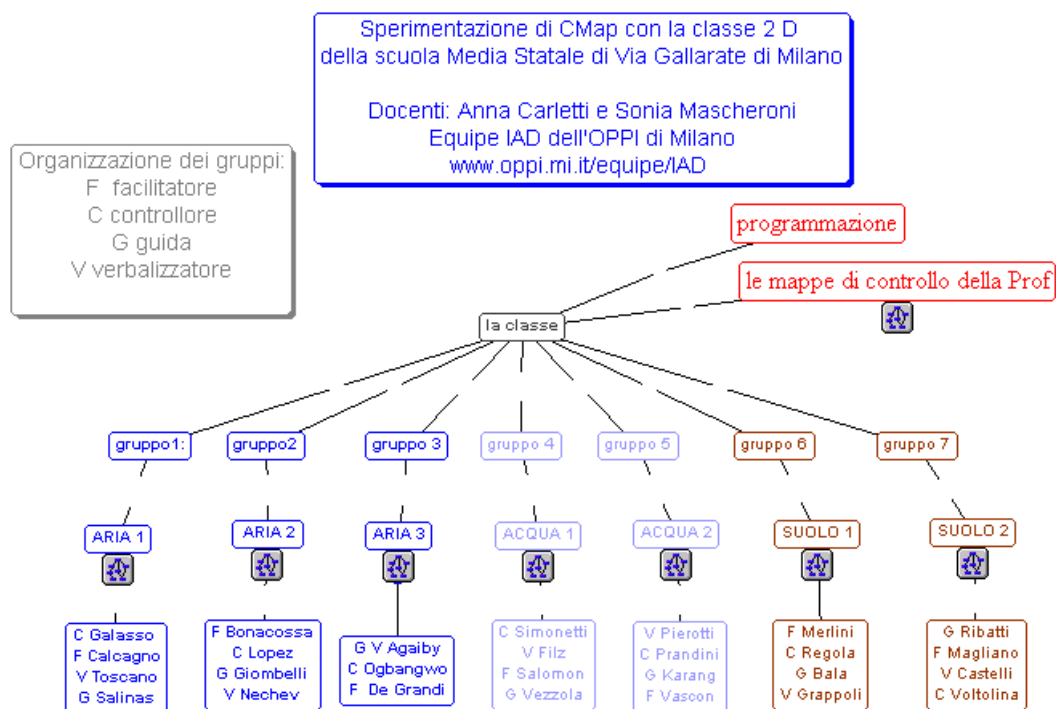 Sperimentazione di CMap con la classe 2 D
della scuola Media Statale di Via Gallarate di Milano
Docenti: Anna Carletti e Sonia Mascheroni
Equipe IAD dell'OPPI di Milano
www.oppi.mi.it/equipe/IAD
Organizzazione dei gruppi:
F facilitatore
C controllore
G guida
V verbalizzatore
programmazione
le mappe di controllo della Prof
la classe
gruppo1:
gruppo2
gruppo 3
gruppo 4
gruppo 5
gruppo 6
gruppo 7
ARIA 1
ARIA 2
ARIA 3
ACQUA 1
ACQUA 2
SUOLO 1
SUOLO 2
C Galasso
F Calcagno
V Toscano
G Salinas
F Bonacossa
C Lopez
G Giombelli
V Nechev
G V Agaiby
C Ogbangwo
F De Grandi
C Simonetti
V Filz
F Salomon
G Vezzola
V Pierotti
C Prandini
G Karang
F Vascon
F Merlini
C Regola
G Bala
V Grappoli
G Ribatti
F Magliano
V Castelli
C Voltolina